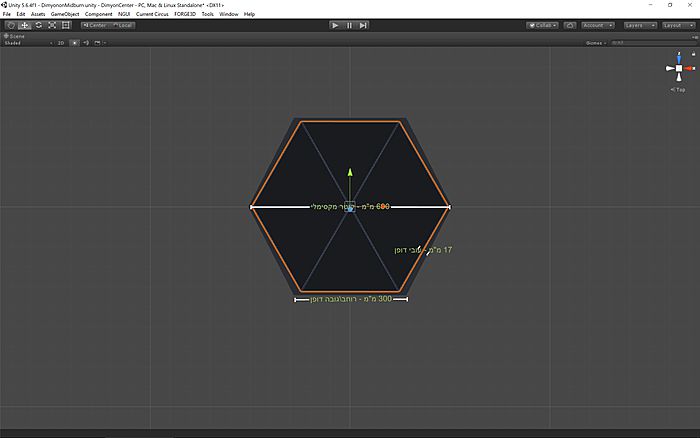 Unity 5.6.4f1 - DimyononMidburn.unity - DimyonCenter - PC, Mac & Linux Standalone* <DX11>
File Edit Assets GameObject Component NGUI Current Circus FORGE3D Tools Window Help
Center Local Collab Account Layers Layout
Scene
Shaded 2D Gizmos
Top
600 מ"מ - קוטר מקסימלי
17 מ"מ - עובי דופן
300 מ"מ - רוחב/גובה דופן